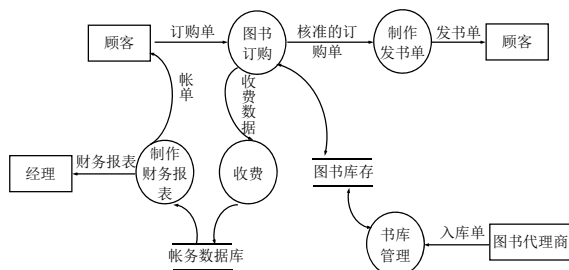 顾客
订购单
图书
订购
核准的订
购单
制作
发书单
发书单
顾客
帐单
收费数据
经理
财务报表
制作
财务报
表
收费
图书库存
帐务数据库
书库
管理
入库单
图书代理商